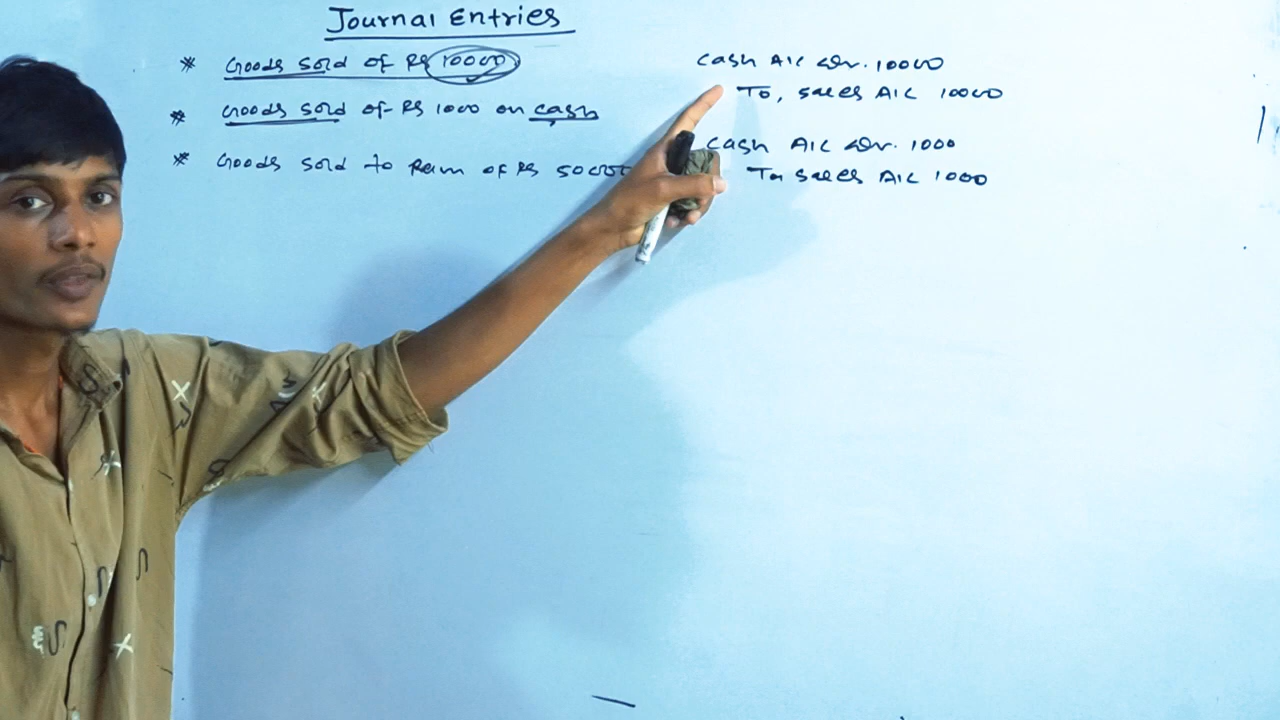 Journal Entries
* Goods sold of Rs 10000
Cash A/c Dr. 10000
To, Sales A/c 10000
* Goods sold of Rs 1000 on cash
Cash A/c Dr. 1000
To Sales A/c 1000
* Goods sold to Ram of Rs